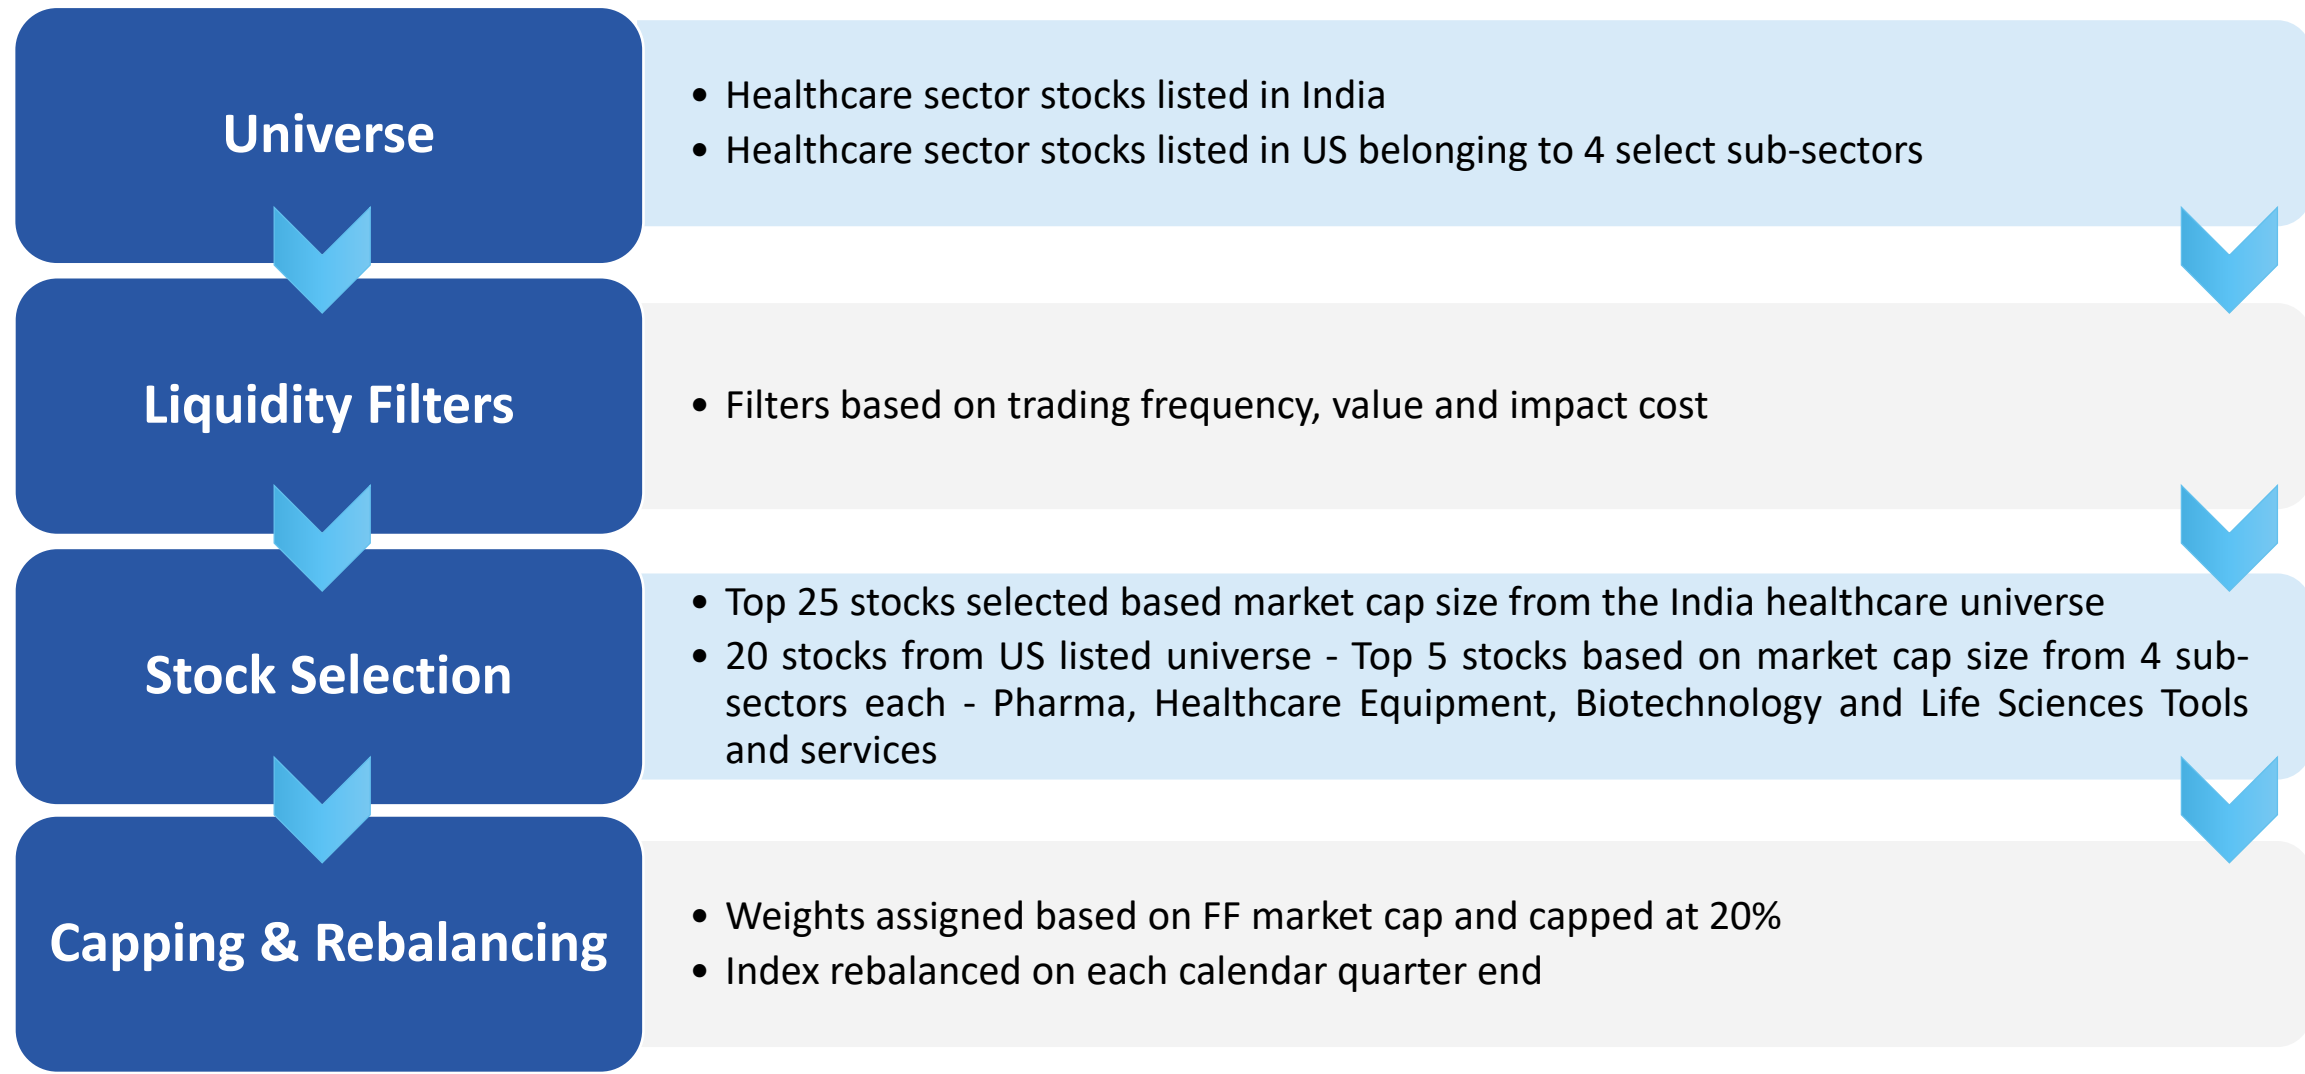 Universe
• Healthcare sector stocks listed in India
• Healthcare sector stocks listed in US belonging to 4 select sub-sectors
Liquidity Filters
• Filters based on trading frequency, value and impact cost
Stock Selection
• Top 25 stocks selected based market cap size from the India healthcare universe
• 20 stocks from US listed universe - Top 5 stocks based on market cap size from 4 sub-
sectors each - Pharma, Healthcare Equipment, Biotechnology and Life Sciences Tools
and services
Capping & Rebalancing
• Weights assigned based on FF market cap and capped at 20%
• Index rebalanced on each calendar quarter end